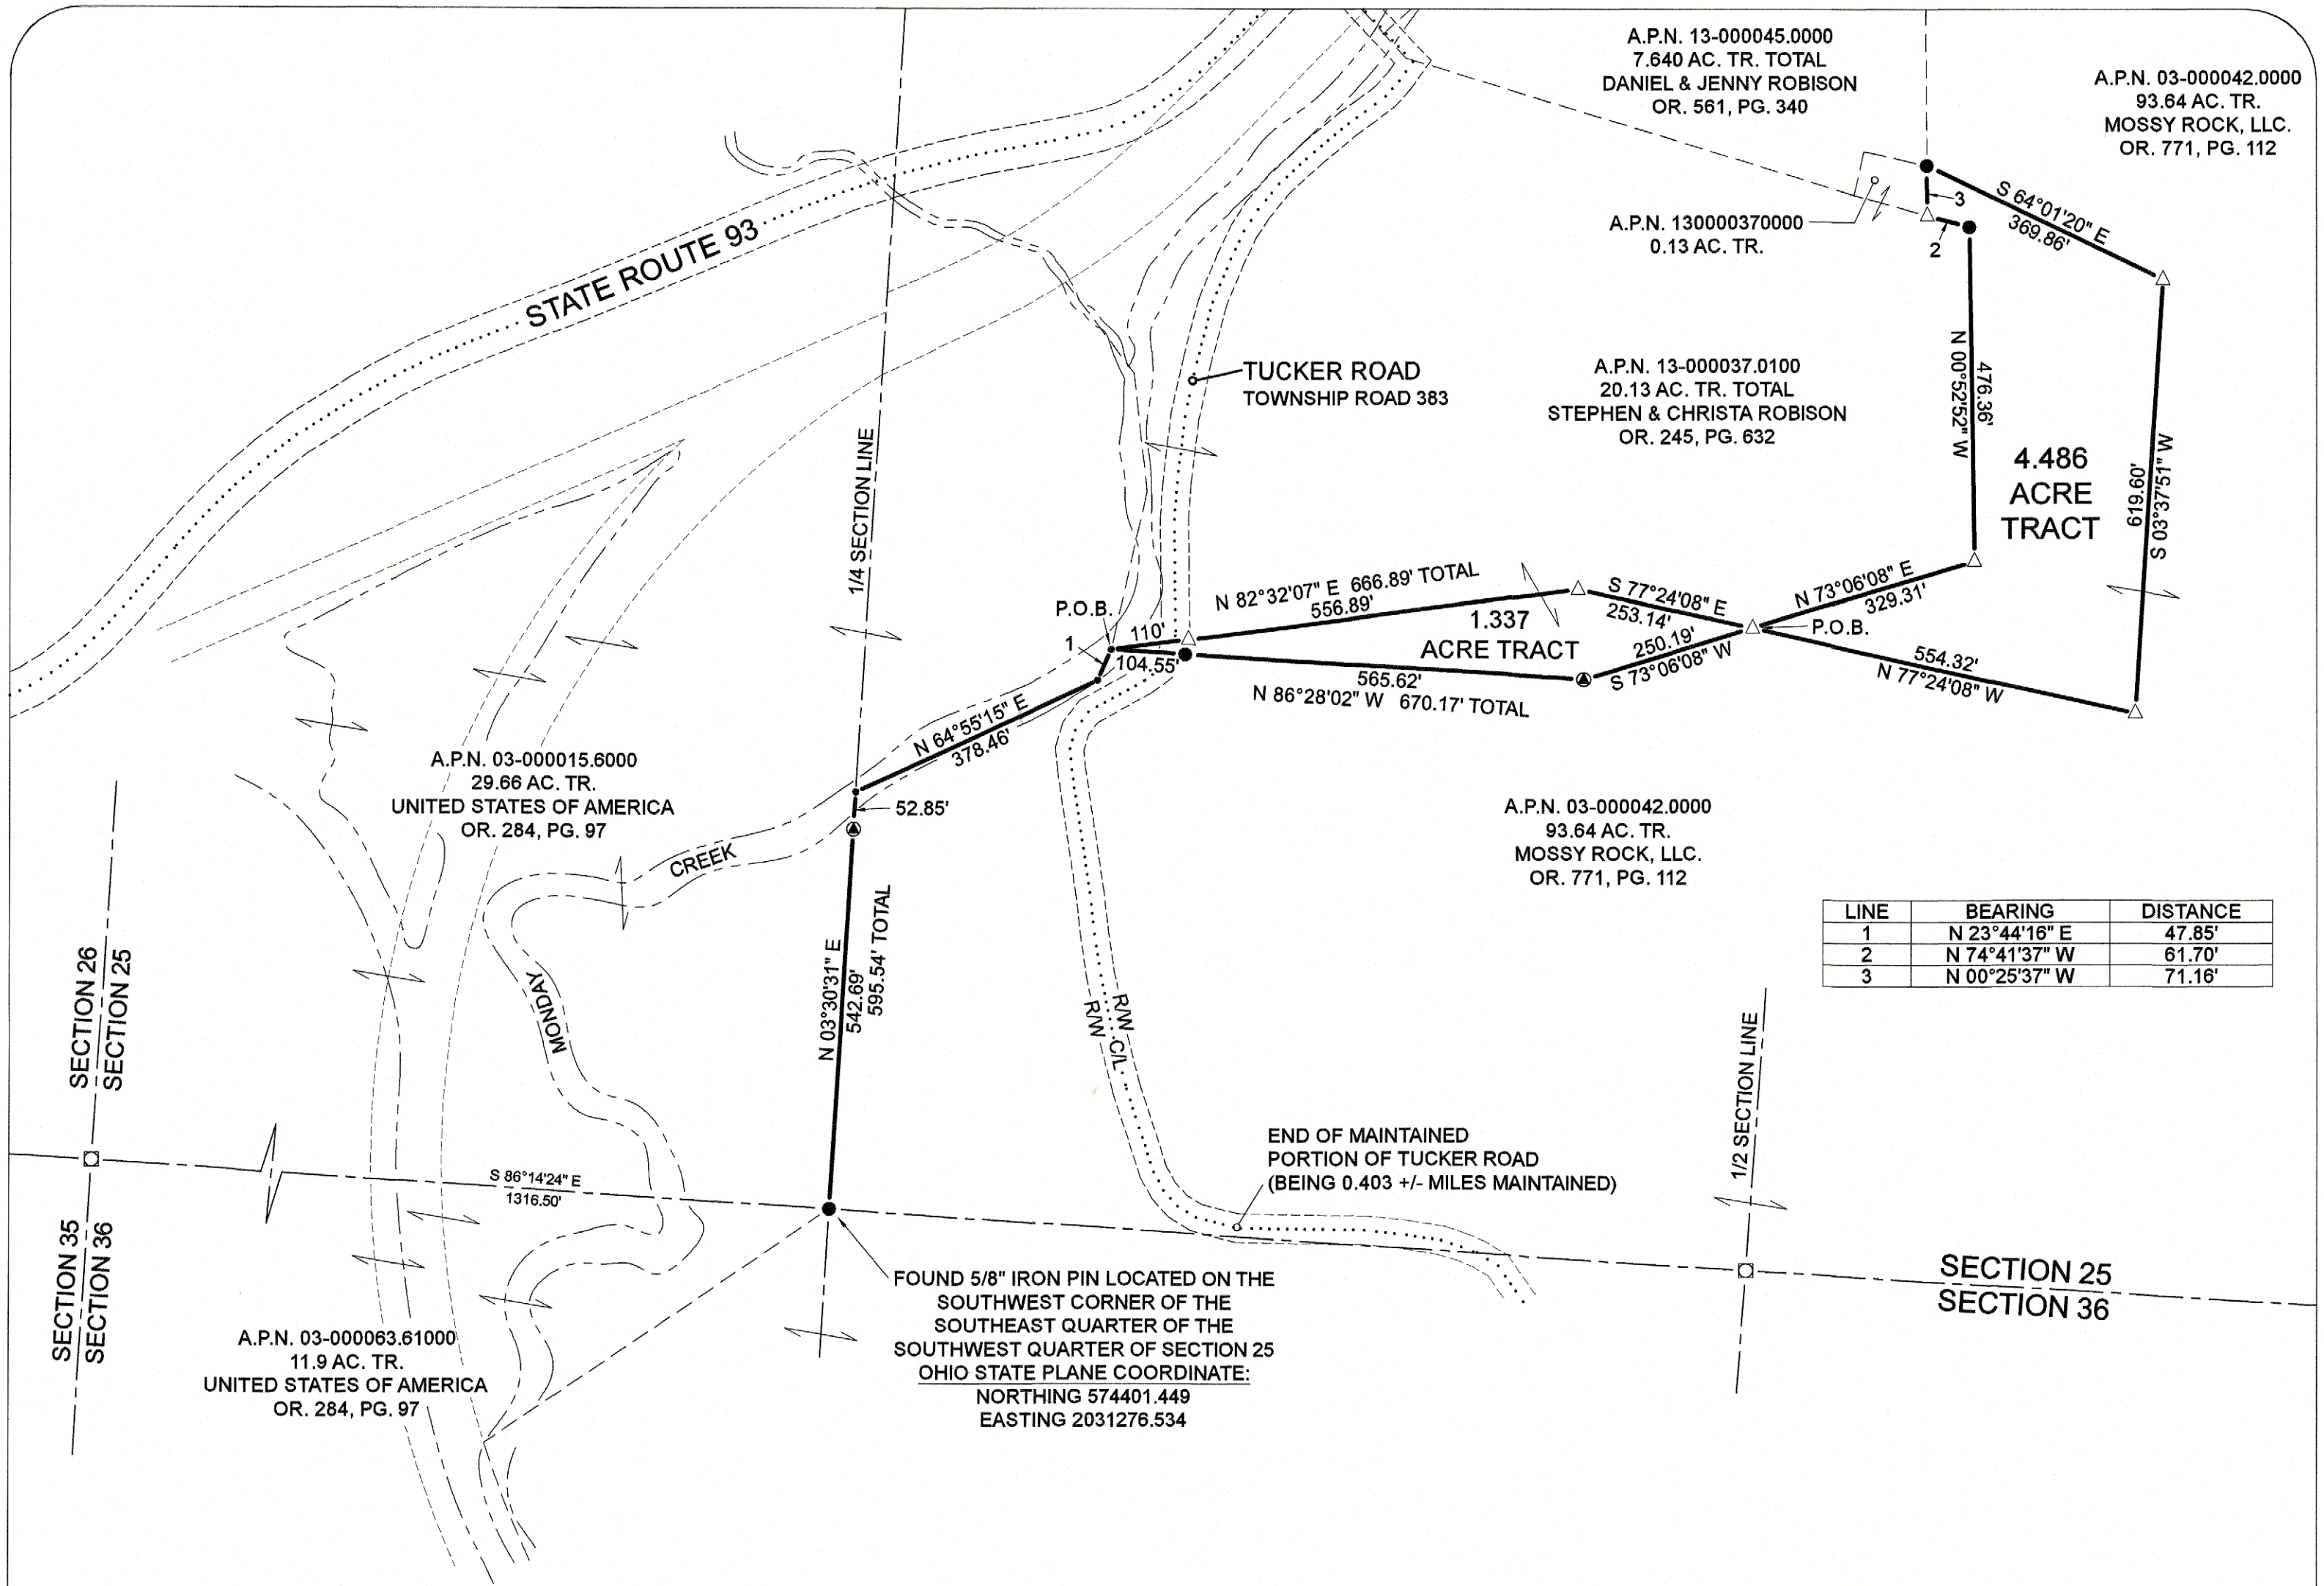 A.P.N. 13-000045.0000
7.640 AC. TR. TOTAL
DANIEL & JENNY ROBISON
OR. 561, PG. 340
A.P.N. 03-000042.0000
93.64 AC. TR.
MOSSY ROCK, LLC.
OR. 771, PG. 112
STATE ROUTE 93
A.P.N. 130000370000
0.13 AC. TR.
3
2
S 64°01'20" E
369.86'
TUCKER ROAD
TOWNSHIP ROAD 383
A.P.N. 13-000037.0100
20.13 AC. TR. TOTAL
STEPHEN & CHRISTA ROBISON
OR. 245, PG. 632
N 00°52'52" W
476.36'
4.486
ACRE
TRACT
619.60'
S 03°37'51" W
1/4 SECTION LINE
P.O.B.
1
110'
104.55'
N 82°32'07" E 666.89' TOTAL
556.89'
1.337
ACRE TRACT
S 77°24'08" E
253.14'
N 73°06'08" E
329.31'
P.O.B.
250.19'
S 73°06'08" W
554.32'
N 77°24'08" W
565.62'
N 86°28'02" W 670.17' TOTAL
N 64°55'15" E
378.46'
52.85'
A.P.N. 03-000015.6000
29.66 AC. TR.
UNITED STATES OF AMERICA
OR. 284, PG. 97
CREEK
MONDAY
A.P.N. 03-000042.0000
93.64 AC. TR.
MOSSY ROCK, LLC.
OR. 771, PG. 112
LINE BEARING DISTANCE
1 N 23°44'16" E 47.85'
2 N 74°41'37" W 61.70'
3 N 00°25'37" W 71.16'
N 03°30'31" E
542.69'
595.54' TOTAL
SECTION 26
SECTION 25
R/W
C/L
R/W
1/2 SECTION LINE
S 86°14'24" E
1316.50'
END OF MAINTAINED
PORTION OF TUCKER ROAD
(BEING 0.403 +/- MILES MAINTAINED)
SECTION 35
SECTION 36
SECTION 25
SECTION 36
FOUND 5/8" IRON PIN LOCATED ON THE
SOUTHWEST CORNER OF THE
SOUTHEAST QUARTER OF THE
SOUTHWEST QUARTER OF SECTION 25
OHIO STATE PLANE COORDINATE:
NORTHING 574401.449
EASTING 2031276.534
A.P.N. 03-000063.61000
11.9 AC. TR.
UNITED STATES OF AMERICA
OR. 284, PG. 97